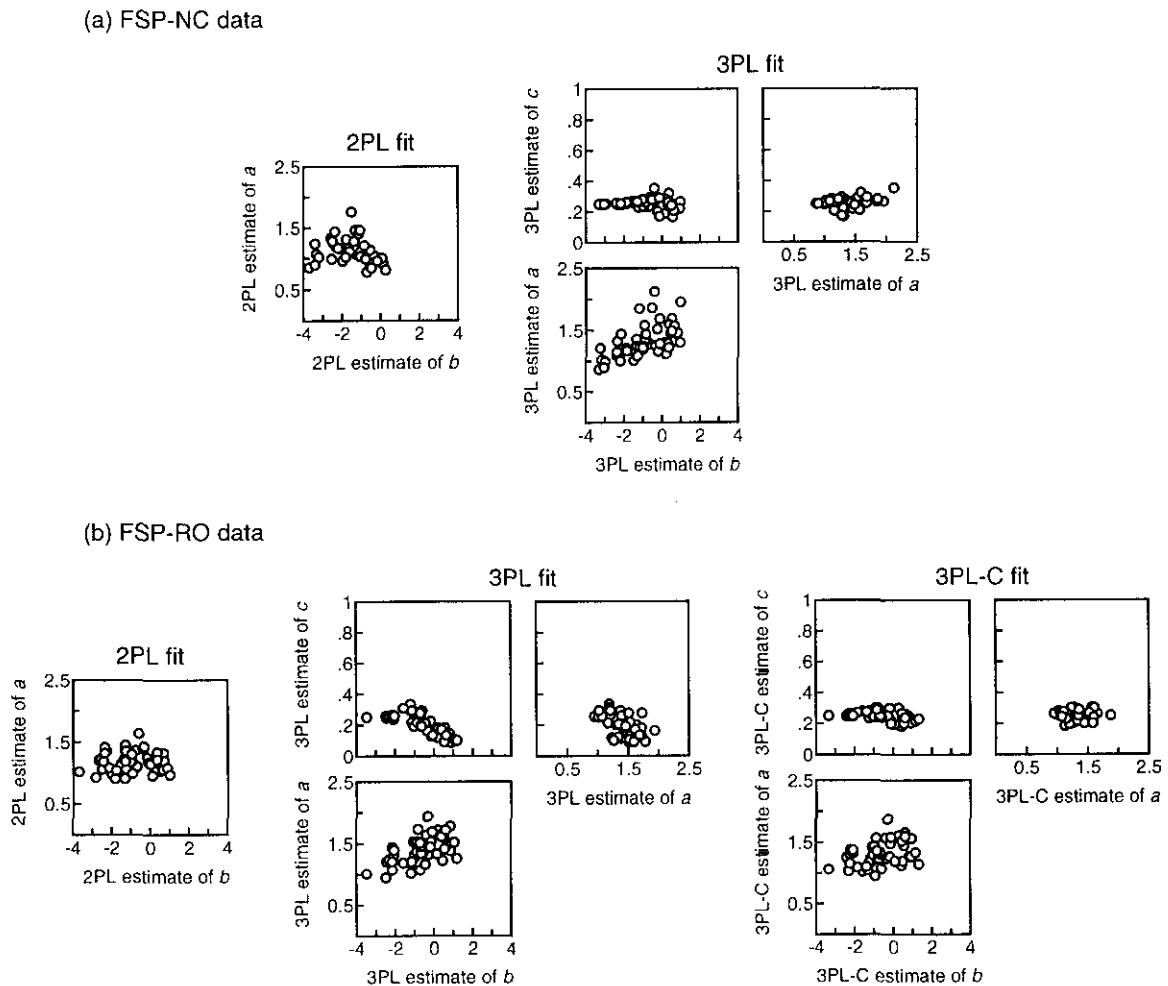 (a) FSP-NC data
3PL fit
1
.8
.6
.4
.2
0
3PL estimate of c
0.5 1.5 2.5
3PL estimate of a
2PL fit
2.5
1.5
0.5
2PL estimate of a
-4 -2 0 2 4
2PL estimate of b
2.5
1.5
0.5
3PL estimate of a
-4 -2 0 2 4
3PL estimate of b
(b) FSP-RO data
3PL fit
3PL-C fit
1
.8
.6
.4
.2
0
3PL estimate of c
0.5 1.5 2.5
3PL estimate of a
1
.8
.6
.4
.2
0
3PL-C estimate of c
0.5 1.5 2.5
3PL-C estimate of a
2PL fit
2.5
1.5
0.5
2PL estimate of a
-4 -2 0 2 4
2PL estimate of b
2.5
1.5
0.5
3PL estimate of a
-4 -2 0 2 4
3PL estimate of b
2.5
1.5
0.5
3PL-C estimate of a
-4 -2 0 2 4
3PL-C estimate of b